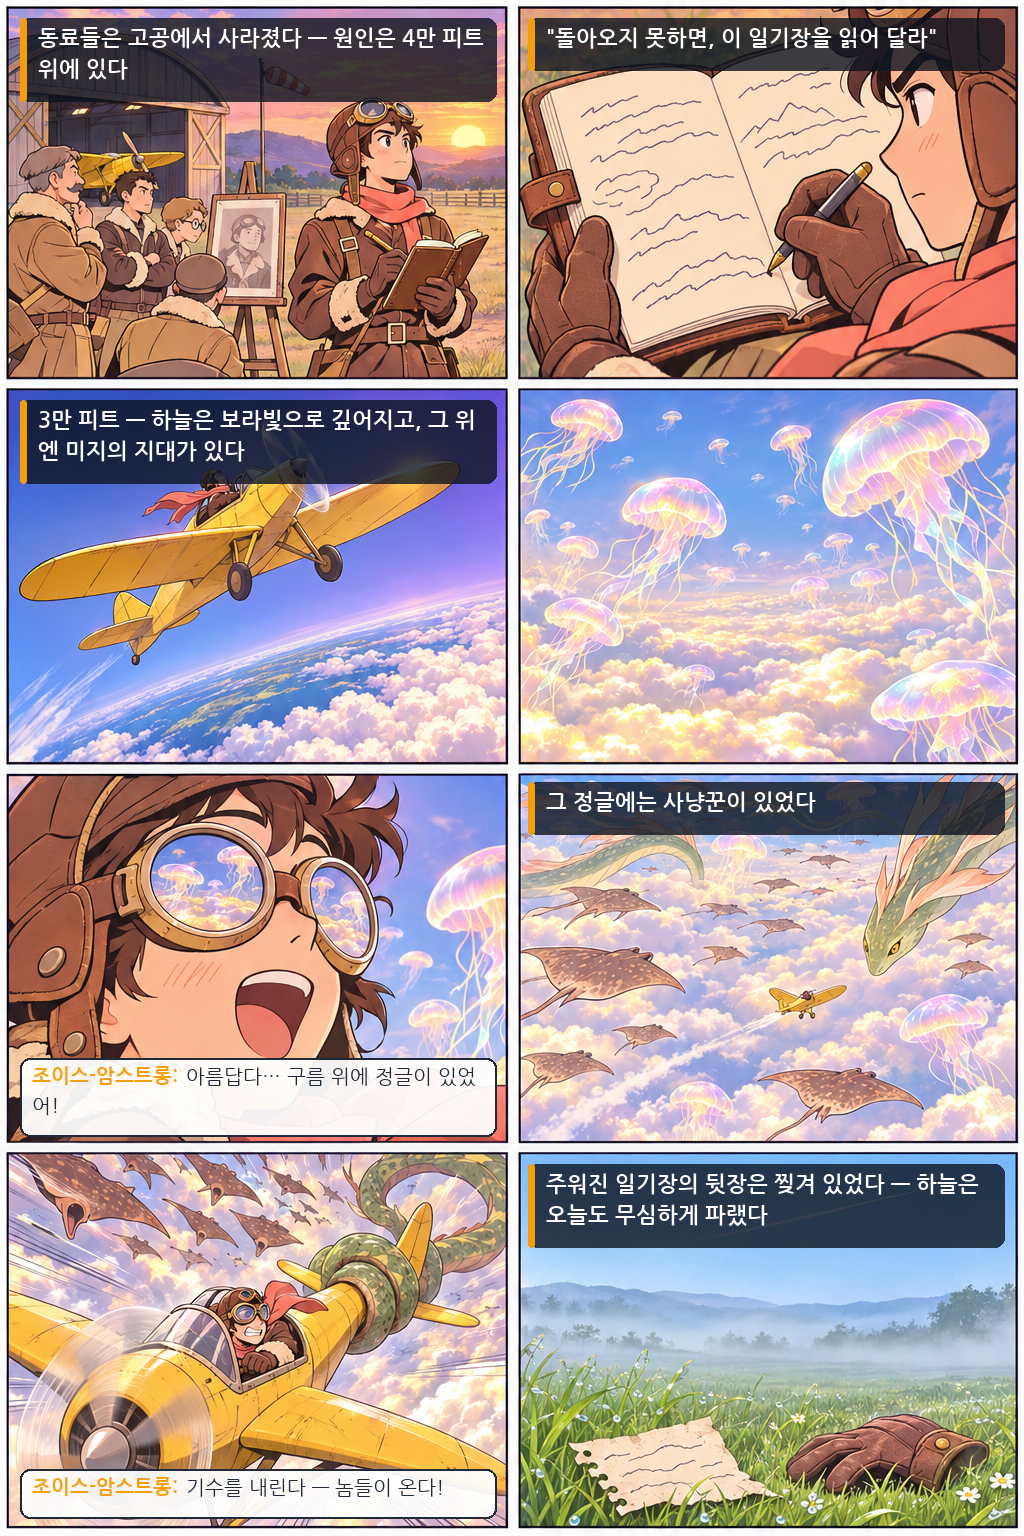 동료들은 고공에서 사라졌다 — 원인은 4만 피트
위에 있다
"돌아오지 못하면, 이 일기장을 읽어 달라"
3만 피트 — 하늘은 보라빛으로 깊어지고, 그 위
엔 미지의 지대가 있다
조이스-암스트롱: 아름답다… 구름 위에 정글이 있었
어!
그 정글에는 사냥꾼이 있었다
조이스-암스트롱: 기수를 내린다 — 놈들이 온다!
주워진 일기장의 뒷장은 찢겨 있었다 — 하늘은
오늘도 무심하게 파랬다